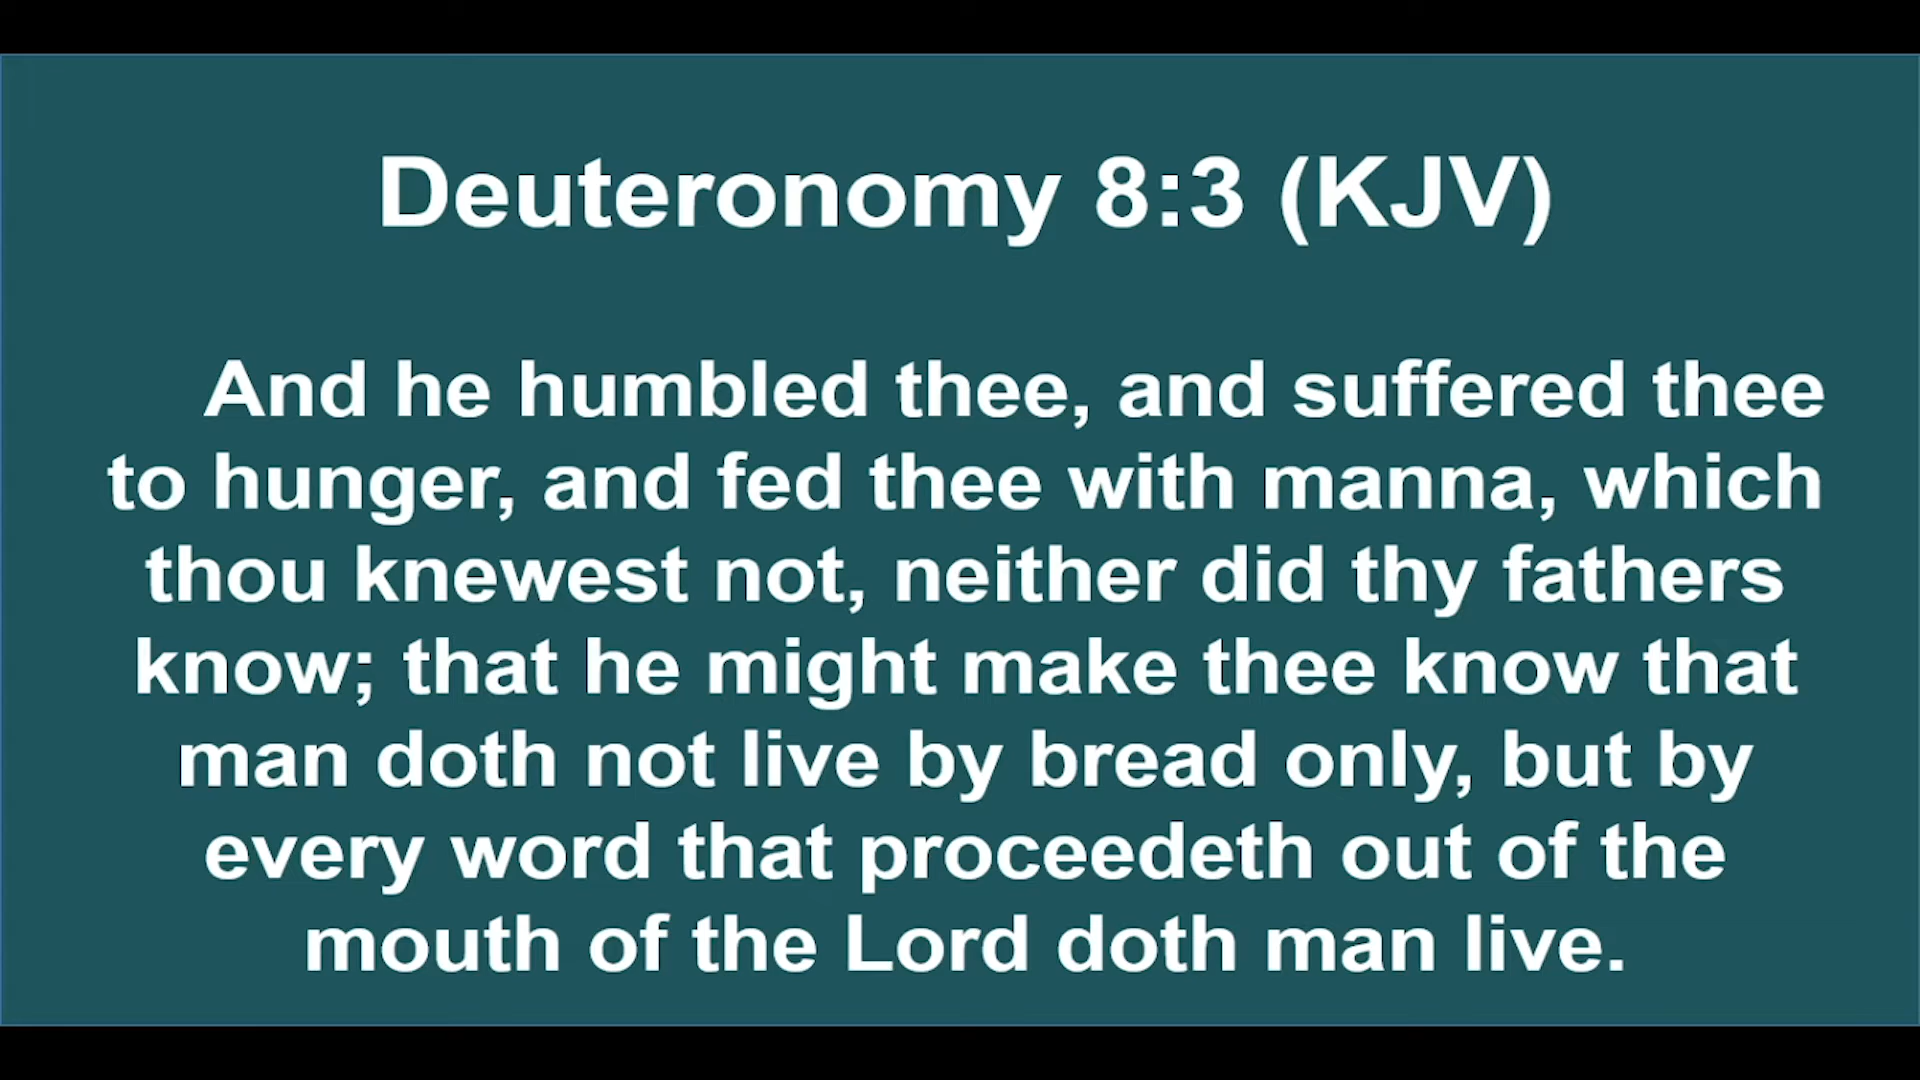 Deuteronomy 8:3 (KJV)
And he humbled thee, and suffered thee
to hunger, and fed thee with manna, which
thou knewest not, neither did thy fathers
know; that he might make thee know that
man doth not live by bread only, but by
every word that proceedeth out of the
mouth of the Lord doth man live.